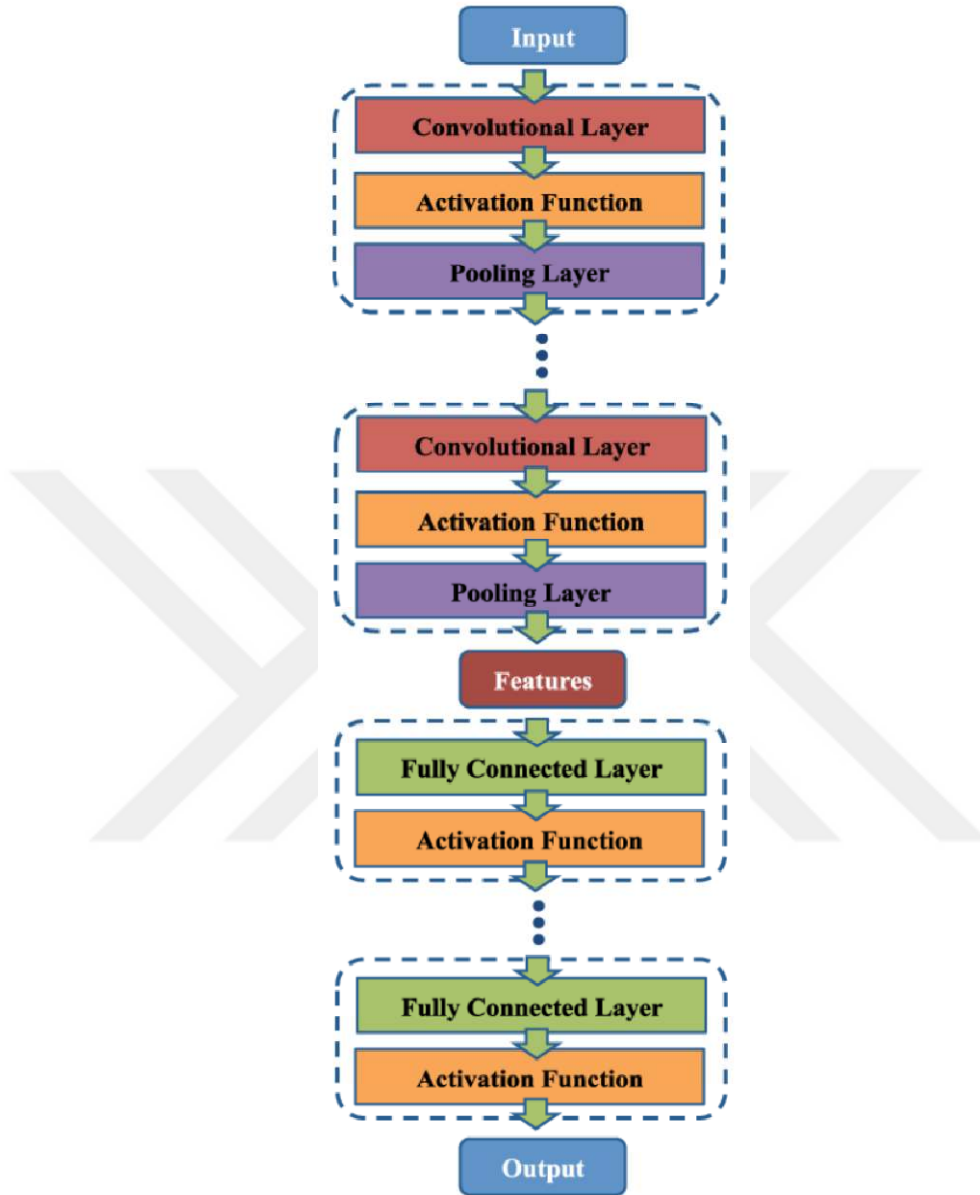 Input
Convolutional Layer
Activation Function
Pooling Layer
Convolutional Layer
Activation Function
Pooling Layer
Features
Fully Connected Layer
Activation Function
Fully Connected Layer
Activation Function
Output